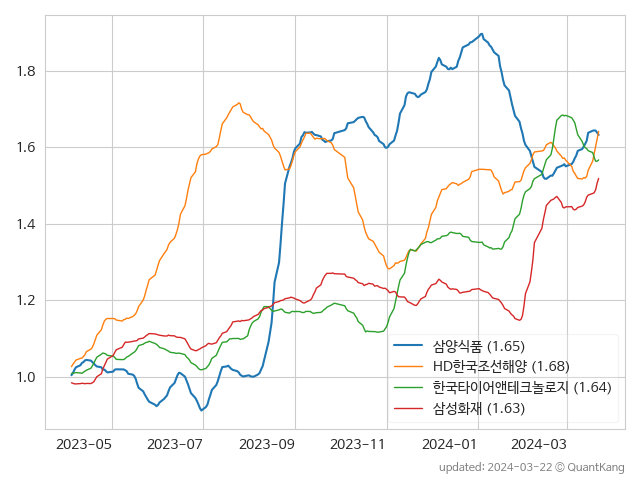 1.8
1.6
1.4
1.2
1.0
삼양식품 (1.65)
HD한국조선해양 (1.68)
한국타이어앤테크놀로지 (1.64)
삼성화재 (1.63)
2023-05 2023-07 2023-09 2023-11 2024-01 2024-03
updated: 2024-03-22 © QuantKang